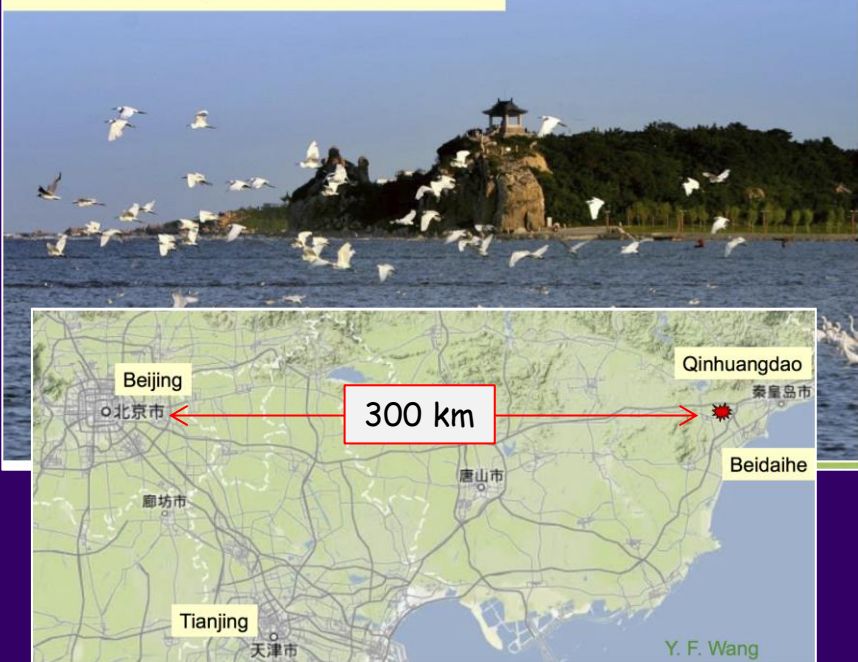 Beijing
北京市
300 km
Qinhuangdao
秦皇岛市
Beidaihe
唐山市
廊坊市
Tianjing
天津市
Y. F. Wang